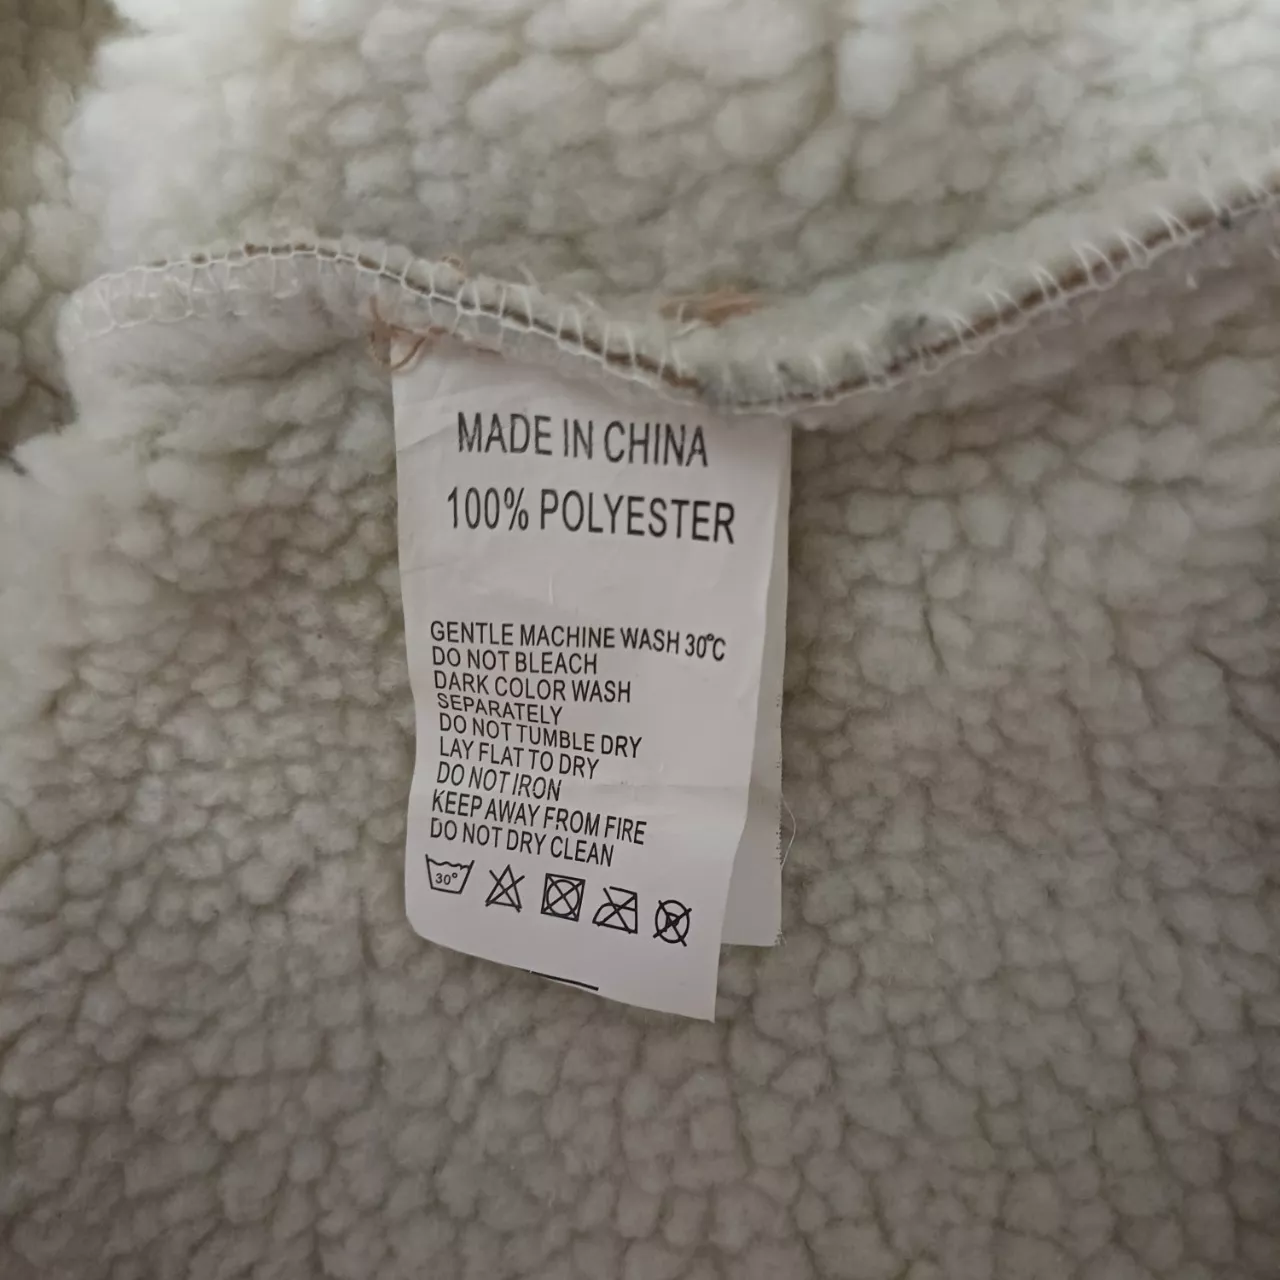 MADE IN CHINA
100% POLYESTER
GENTLE MACHINE WASH 30℃
DO NOT BLEACH
DARK COLOR WASH
SEPARATELY
DO NOT TUMBLE DRY
LAY FLAT TO DRY
DO NOT IRON
KEEP AWAY FROM FIRE
DO NOT DRY CLEAN
30°